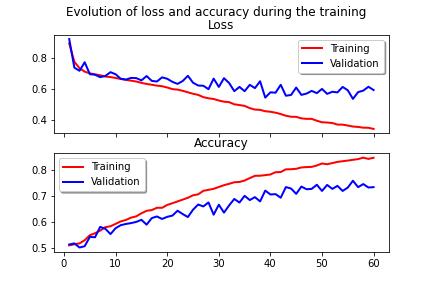 Evolution of loss and accuracy during the training
Loss
0.8
0.6
0.4
Training
Validation
Accuracy
0.8
0.7
0.6
0.5
Training
Validation
0 10 20 30 40 50 60